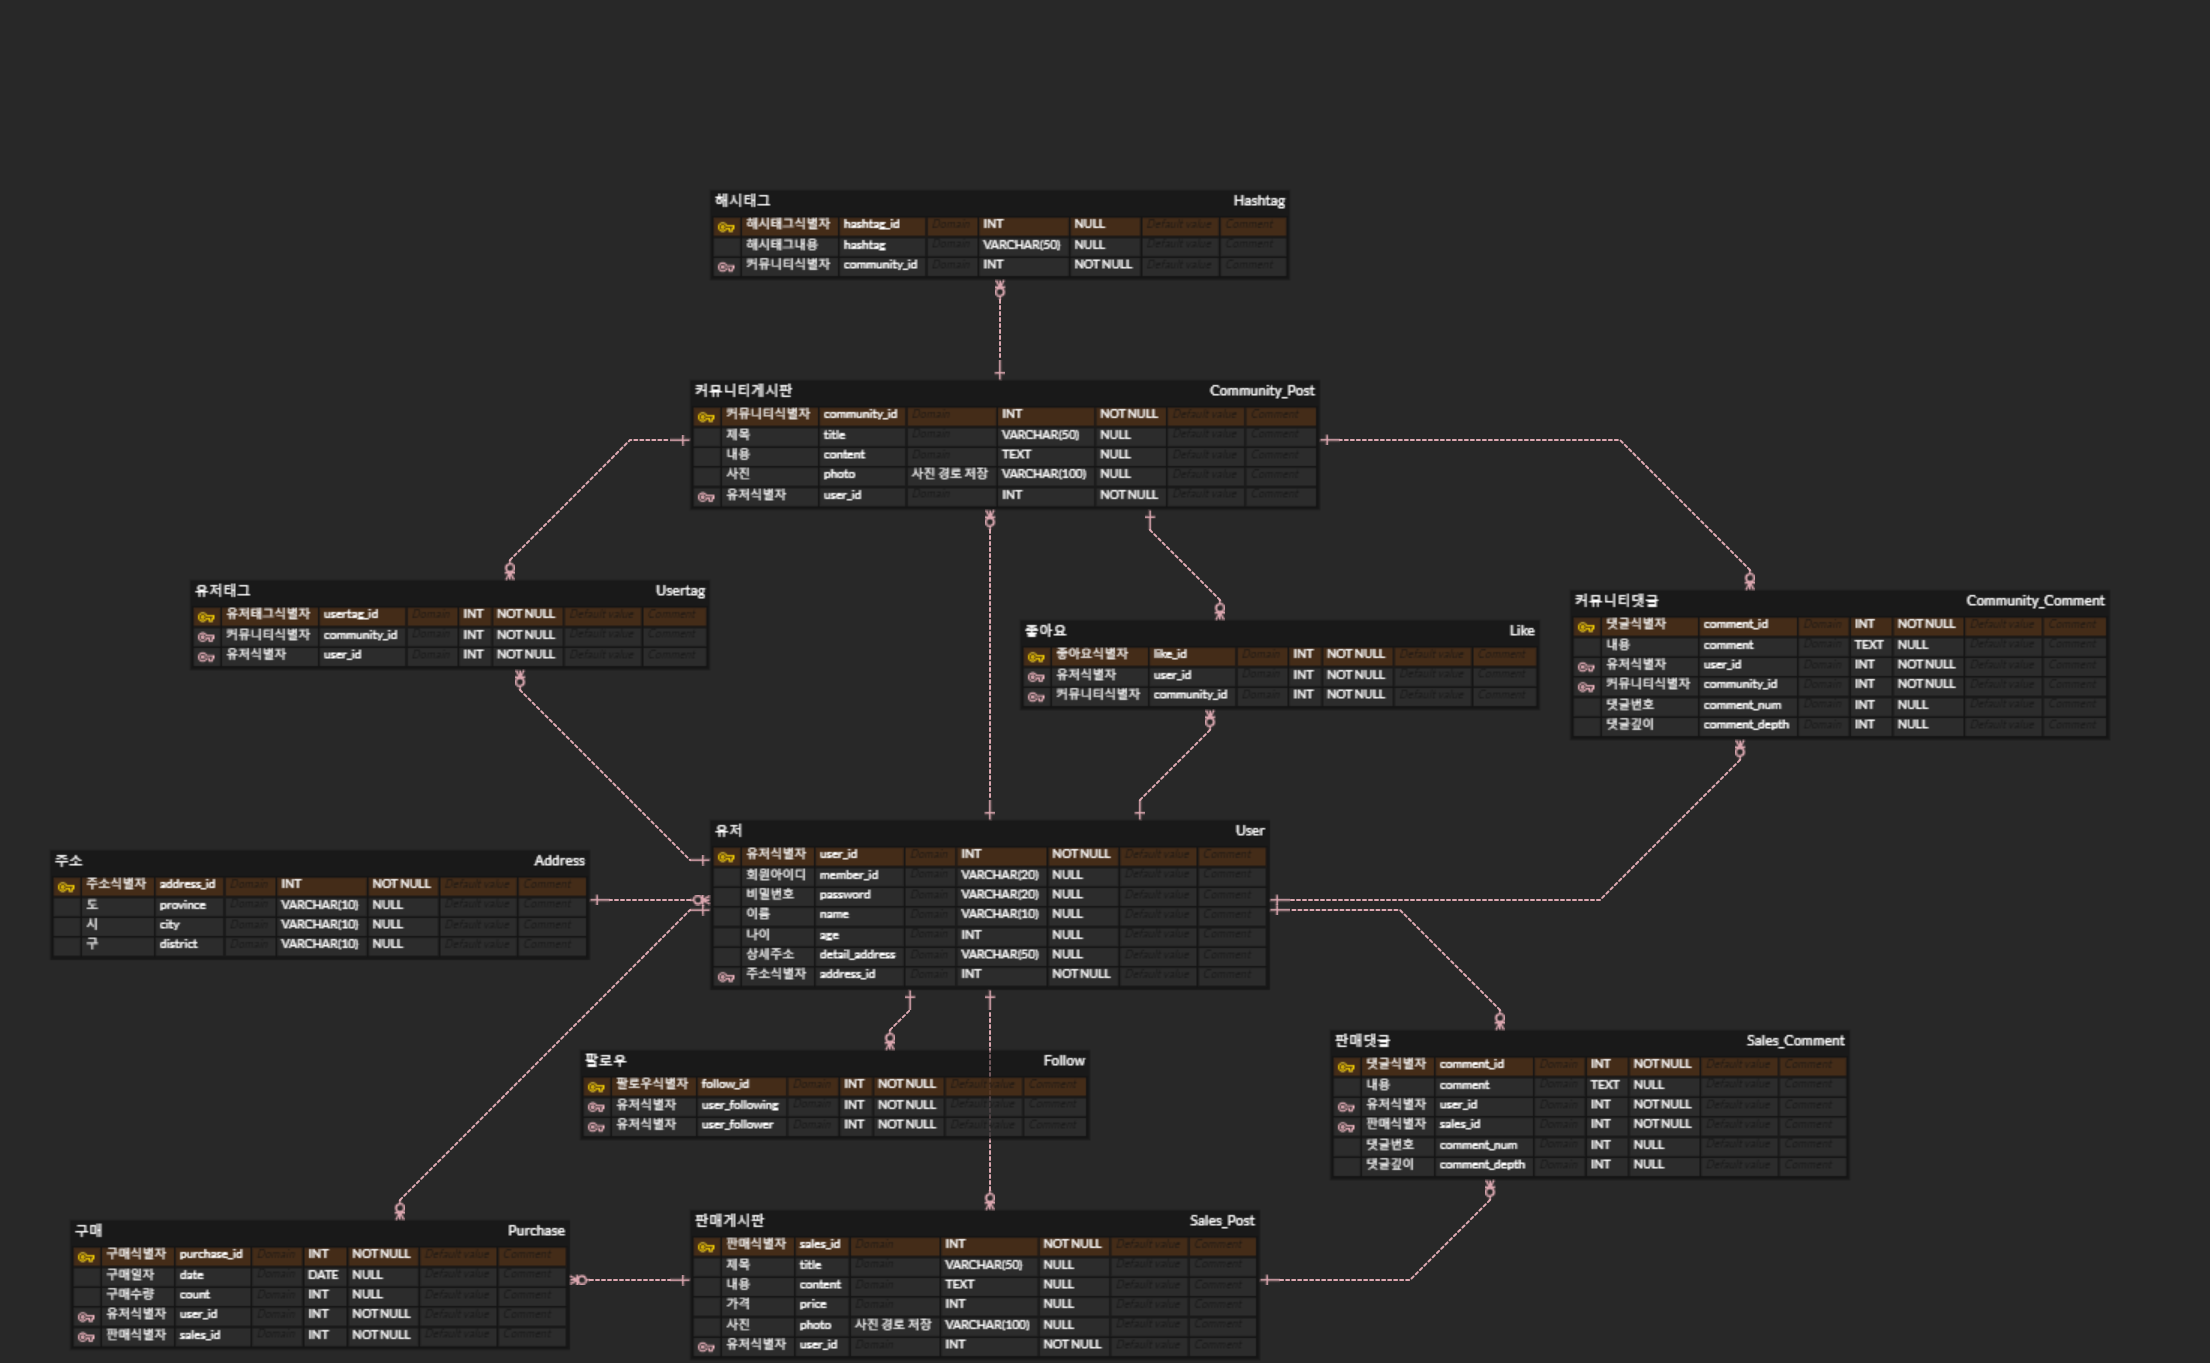 해시태그 Hashtag
해시태그식별자 hashtag_id Domain INT NULL Default value Comment
해시태그내용 hashtag Domain VARCHAR(50) NULL Default value Comment
커뮤니티식별자 community_id Domain INT NOT NULL Default value Comment
커뮤니티게시판 Community_Post
커뮤니티식별자 community_id Domain INT NOT NULL Default value Comment
제목 title Domain VARCHAR(50) NULL Default value Comment
내용 content Domain TEXT NULL Default value Comment
사진 photo 사진 경로 저장 VARCHAR(100) NULL Default value Comment
유저식별자 user_id Domain INT NOT NULL Default value Comment
유저태그 Usertag
유저태그식별자 usertag_id Domain INT NOT NULL Default value Comment
커뮤니티식별자 community_id Domain INT NOT NULL Default value Comment
유저식별자 user_id Domain INT NOT NULL Default value Comment
좋아요 Like
좋아요식별자 like_id Domain INT NOT NULL Default value Comment
유저식별자 user_id Domain INT NOT NULL Default value Comment
커뮤니티식별자 community_id Domain INT NOT NULL Default value Comment
커뮤니티댓글 Community_Comment
댓글식별자 comment_id Domain INT NOT NULL Default value Comment
내용 comment Domain TEXT NULL Default value Comment
유저식별자 user_id Domain INT NOT NULL Default value Comment
커뮤니티식별자 community_id Domain INT NOT NULL Default value Comment
댓글번호 comment_num Domain INT NULL Default value Comment
댓글깊이 comment_depth Domain INT NULL Default value Comment
주소 Address
주소식별자 address_id Domain INT NOT NULL Default value Comment
도 province Domain VARCHAR(10) NULL Default value Comment
시 city Domain VARCHAR(10) NULL Default value Comment
구 district Domain VARCHAR(10) NULL Default value Comment
유저 User
유저식별자 user_id Domain INT NOT NULL Default value Comment
회원아이디 member_id Domain VARCHAR(20) NULL Default value Comment
비밀번호 password Domain VARCHAR(20) NULL Default value Comment
이름 name Domain VARCHAR(10) NULL Default value Comment
나이 age Domain INT NULL Default value Comment
상세주소 detail_address Domain VARCHAR(50) NULL Default value Comment
주소식별자 address_id Domain INT NOT NULL Default value Comment
팔로우 Follow
팔로우식별자 follow_id Domain INT NOT NULL Default value Comment
유저식별자 user_following Domain INT NOT NULL Default value Comment
유저식별자 user_follower Domain INT NOT NULL Default value Comment
판매댓글 Sales_Comment
댓글식별자 comment_id Domain INT NOT NULL Default value Comment
내용 comment Domain TEXT NULL Default value Comment
유저식별자 user_id Domain INT NOT NULL Default value Comment
판매식별자 sales_id Domain INT NOT NULL Default value Comment
댓글번호 comment_num Domain INT NULL Default value Comment
댓글깊이 comment_depth Domain INT NULL Default value Comment
구매 Purchase
구매식별자 purchase_id Domain INT NOT NULL Default value Comment
구매일자 date Domain DATE NULL Default value Comment
구매수량 count Domain INT NULL Default value Comment
유저식별자 user_id Domain INT NOT NULL Default value Comment
판매식별자 sales_id Domain INT NOT NULL Default value Comment
판매게시판 Sales_Post
판매식별자 sales_id Domain INT NOT NULL Default value Comment
제목 title Domain VARCHAR(50) NULL Default value Comment
내용 content Domain TEXT NULL Default value Comment
가격 price Domain INT NULL Default value Comment
사진 photo 사진 경로 저장 VARCHAR(100) NULL Default value Comment
유저식별자 user_id Domain INT NOT NULL Default value Comment